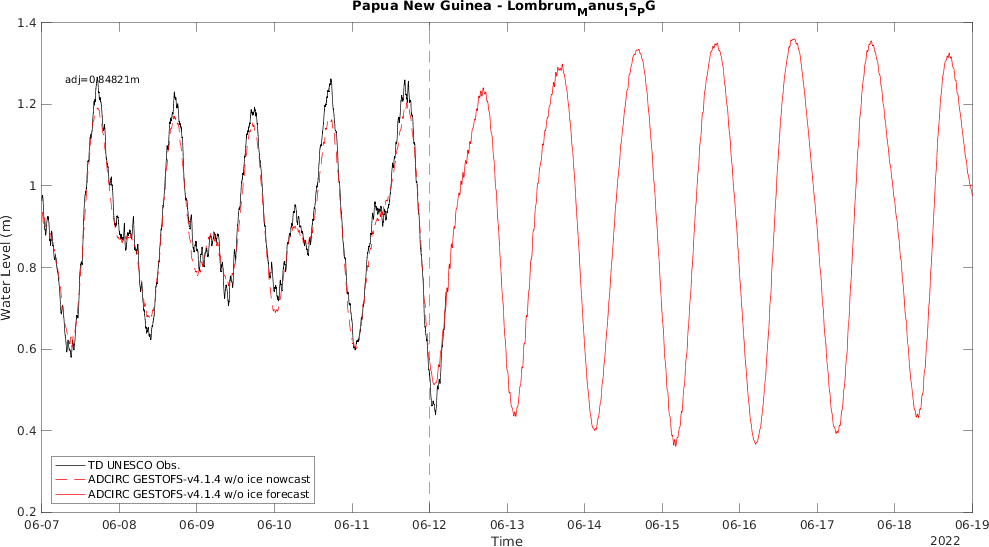 Papua New Guinea - LombrumManusIsPG
1.4
adj=0.84821m
1.2
1
0.8
0.6
0.4
0.2
Water Level (m)
TD UNESCO Obs.
ADCIRC GESTOFS-v4.1.4 w/o ice nowcast
ADCIRC GESTOFS-v4.1.4 w/o ice forecast
06-07 06-08 06-09 06-10 06-11 06-12 06-13 06-14 06-15 06-16 06-17 06-18 06-19
Time
2022